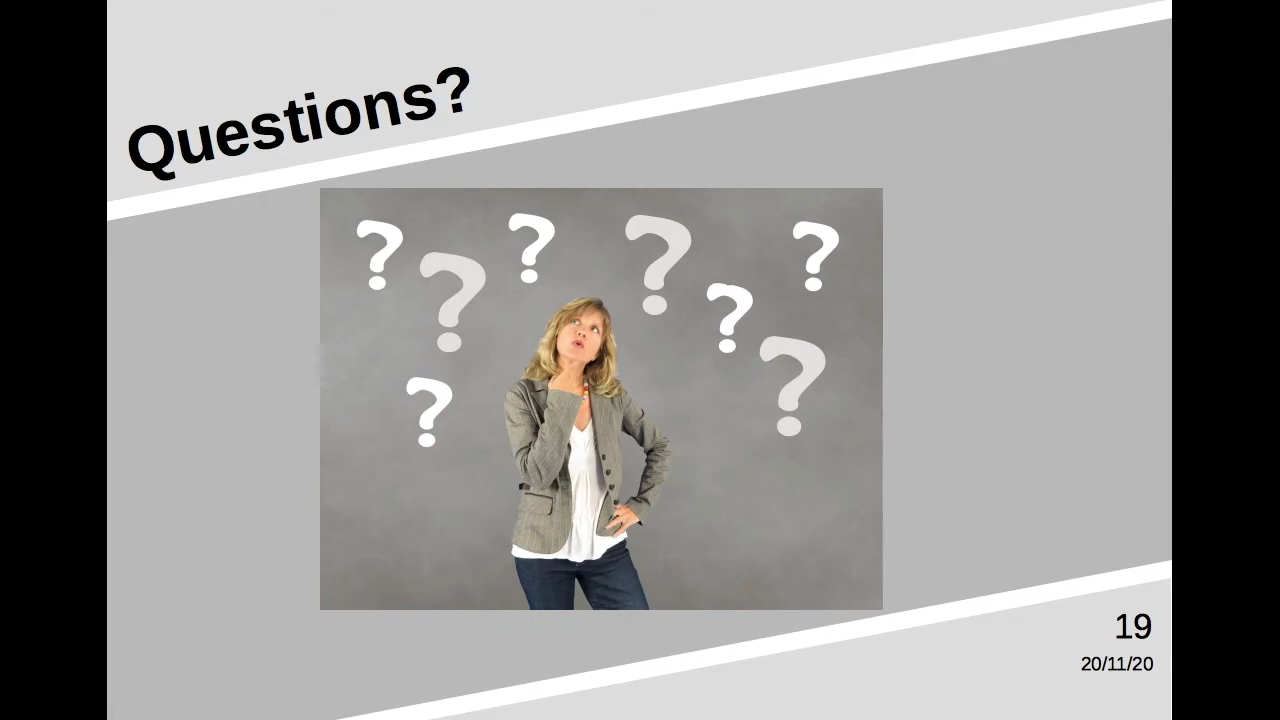 Questions?
? ? ? ? ? ? ? ?
19
20/11/20